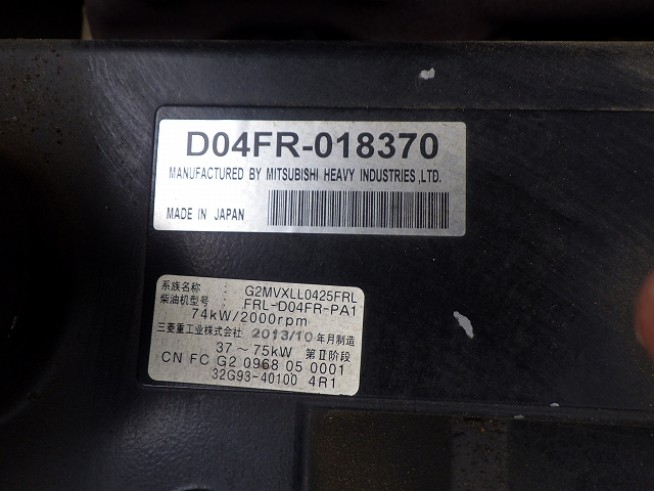 D04FR-018370
MANUFACTURED BY MITSUBISHI HEAVY INDUSTRIES,LTD.
MADE IN JAPAN
系族名称 : G2MVXLL0425FRL
柴油机型号 : FRL-D04FR-PA1
74kW/2000rpm
三菱重工业株式会社 2013/10 年月制造
37～75kW 第Ⅱ阶段
CN FC G2 0968 05 0001
32G93-40100 4R1